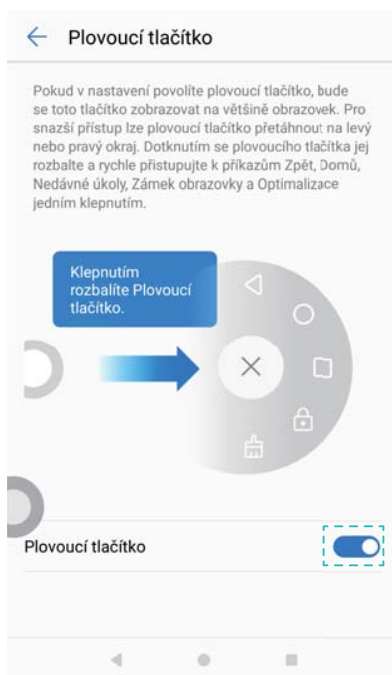 Plovoucí tlačítko
Pokud v nastavení povolíte plovoucí tlačítko, bude
se toto tlačítko zobrazovat na většině obrazovek. Pro
snazší přístup lze plovoucí tlačítko přetáhnout na levý
nebo pravý okraj. Dotknutím se plovoucího tlačítka jej
rozbalte a rychle přistupujte k příkazům Zpět, Domů,
Nedávné úkoly, Zámek obrazovky a Optimalizace
jedním klepnutím.
Klepnutím
rozbalíte Plovoucí
tlačítko.
Plovoucí tlačítko